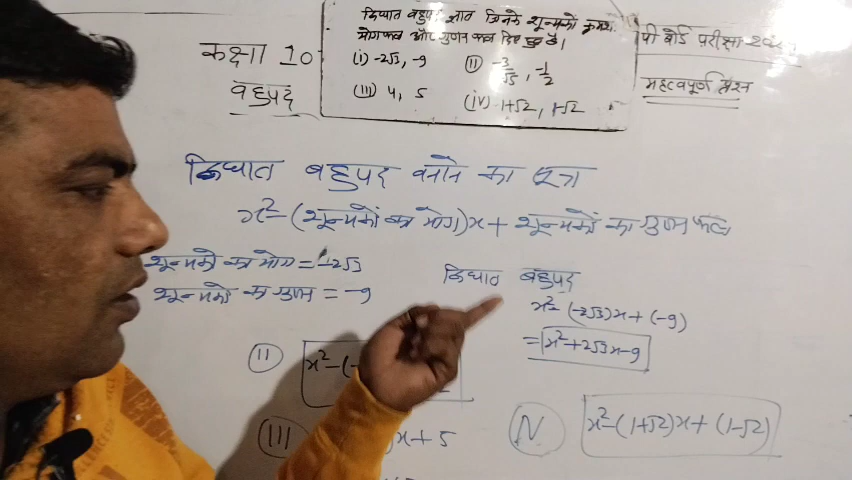 कक्षा 10
बहुपद
द्विघात बहुपद ज्ञात जिनके शून्यकों क्रमशः
योगफल और गुणनफल दिए हुए हैं।
(i) -2√3, -9 (ii) -3/√5, -1/2
(iii) 4, 5 (iv) 1+√2, 1+√2
पी बोर्ड परीक्षा
महत्वपूर्ण प्रश्न
द्विघात बहुपद बनाने का सूत्र
x²-(शून्यकों का योग)x + शून्यकों का गुणनफल
शून्यकों का योग = -2√3
शून्यकों का गुणन = -9
द्विघात बहुपद
x²-(-2√3)x+(-9)
= x²+2√3x-9
(II) x²-(-
(III) x+5
(IV) x²-(1+√2)x+(1-√2)